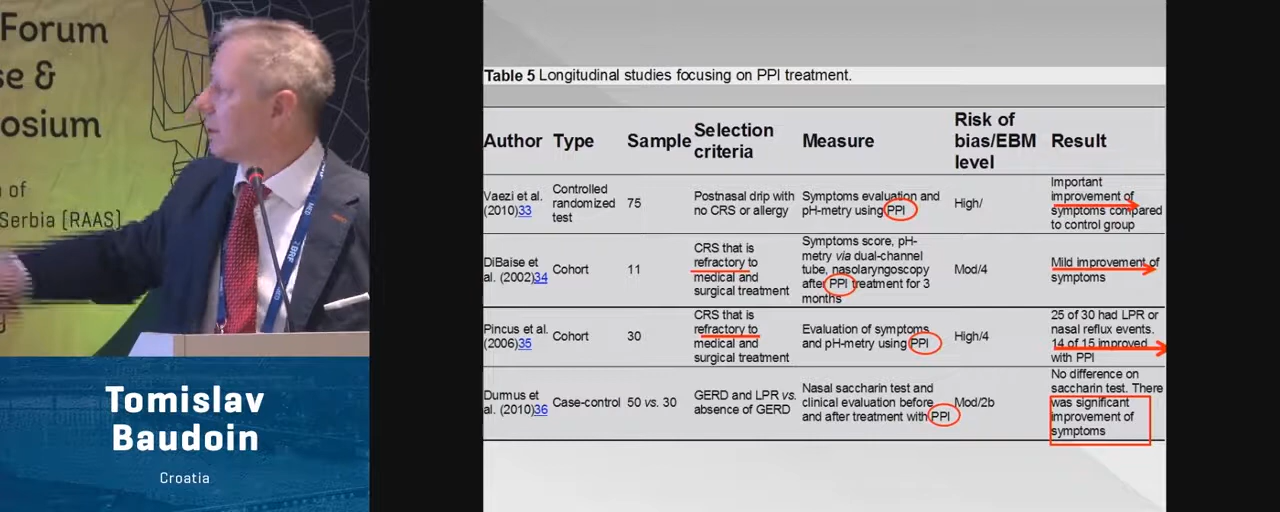 Forum
se &
posium
of
Serbia [RAAS]
Tomislav
Baudoin
Croatia
Table 5 Longitudinal studies focusing on PPI treatment.
Author Type Sample Selection criteria Measure Risk of bias/EBM level Result
Vaezi et al. (2010)33 Controlled randomized test 75 Postnasal drip with no CRS or allergy Symptoms evaluation and pH-metry using PPI High/ Important improvement of symptoms compared to control group
DiBaise et al. (2002)34 Cohort 11 CRS that is refractory to medical and surgical treatment Symptoms score, pH-metry via dual-channel tube, nasolaryngoscopy after PPI treatment for 3 months Mod/4 Mild improvement of symptoms
Pincus et al. (2006)35 Cohort 30 CRS that is refractory to medical and surgical treatment Evaluation of symptoms and pH-metry using PPI High/4 25 of 30 had LPR or nasal reflux events. 14 of 15 improved with PPI
Durmus et al. (2010)36 Case-control 50 vs. 30 GERD and LPR vs. absence of GERD Nasal saccharin test and clinical evaluation before and after treatment with PPI Mod/2b No difference on saccharin test. There was significant improvement of symptoms